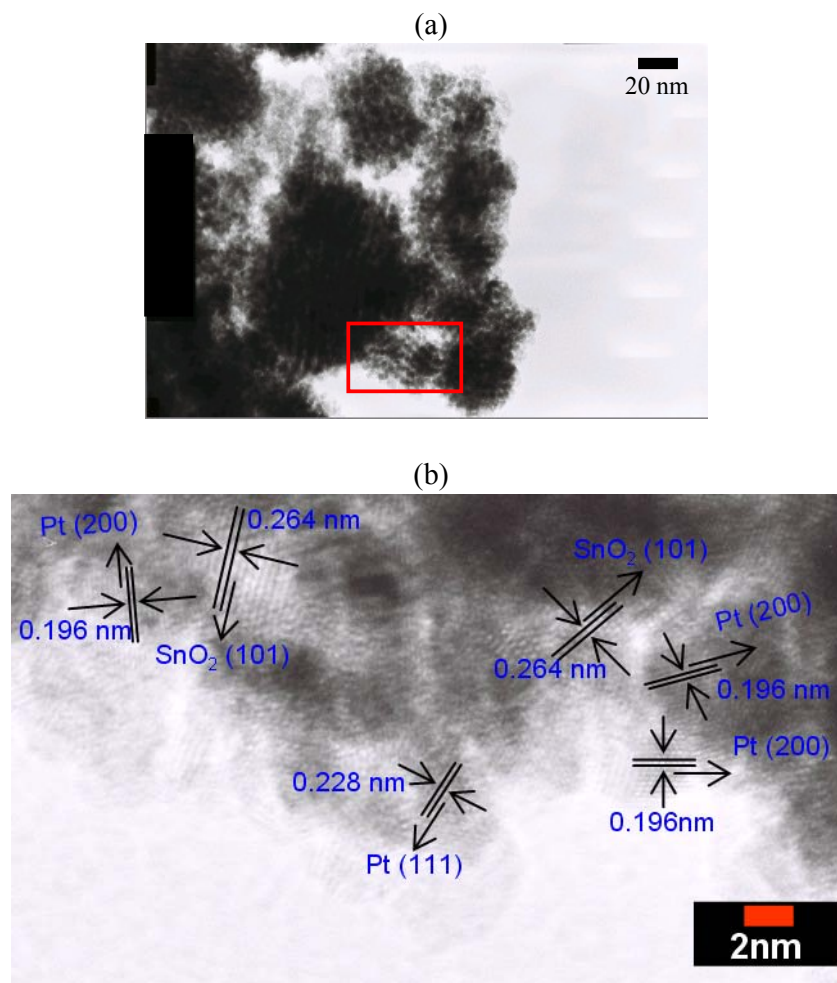 (a)
20 nm
(b)
Pt (200)
0.264 nm
SnO₂ (101)
0.196 nm
SnO₂ (101)
0.264 nm
Pt (200)
0.196 nm
Pt (200)
0.228 nm
0.196nm
Pt (111)
2nm